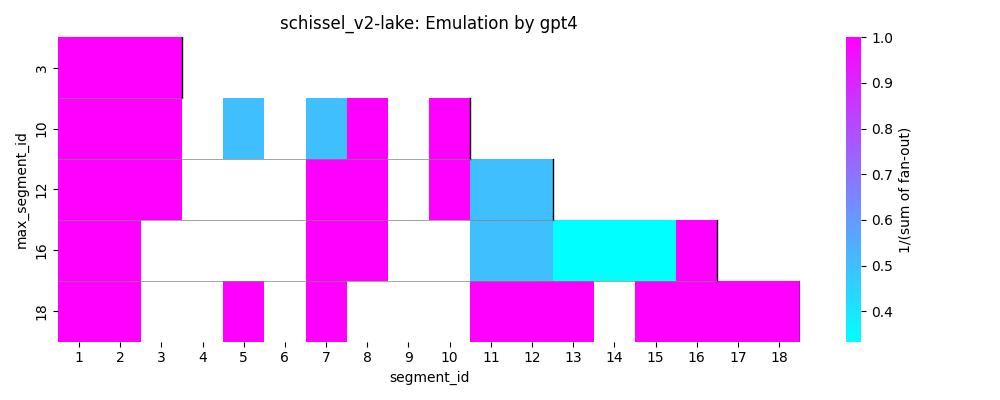 schissel_v2-lake: Emulation by gpt4
max_segment_id
3
10
12
16
18
1 2 3 4 5 6 7 8 9 10 11 12 13 14 15 16 17 18
segment_id
1.0
0.9
0.8
0.7
0.6
0.5
0.4
1/(sum of fan-out)